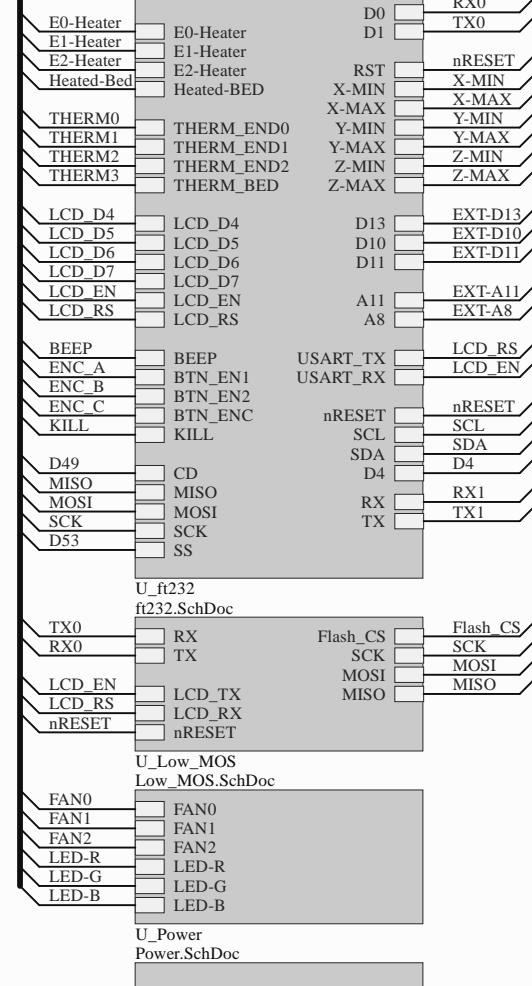 RX0
D0
TX0
E0-Heater
E0-Heater
D1
E1-Heater
E1-Heater
E2-Heater
E2-Heater
RST
nRESET
Heated-Bed
Heated-BED
X-MIN
X-MIN
X-MAX
X-MAX
THERM0
THERM_END0
Y-MIN
Y-MIN
THERM1
THERM_END1
Y-MAX
Y-MAX
THERM2
THERM_END2
Z-MIN
Z-MIN
THERM3
THERM_BED
Z-MAX
Z-MAX
LCD_D4
LCD_D4
D13
EXT-D13
LCD_D5
LCD_D5
D10
EXT-D10
LCD_D6
LCD_D6
D11
EXT-D11
LCD_D7
LCD_D7
LCD_EN
LCD_EN
A11
EXT-A11
LCD_RS
LCD_RS
A8
EXT-A8
BEEP
BEEP
USART_TX
LCD_RS
ENC_A
BTN_EN1
USART_RX
LCD_EN
ENC_B
BTN_EN2
ENC_C
BTN_ENC
nRESET
nRESET
KILL
KILL
SCL
SCL
SDA
SDA
D49
CD
D4
D4
MISO
MISO
MOSI
MOSI
RX
RX1
SCK
SCK
TX
TX1
D53
SS
U_ft232
ft232.SchDoc
TX0
RX
Flash_CS
Flash_CS
RX0
TX
SCK
SCK
MOSI
MOSI
LCD_EN
LCD_TX
MISO
MISO
LCD_RS
LCD_RX
nRESET
nRESET
U_Low_MOS
Low_MOS.SchDoc
FAN0
FAN0
FAN1
FAN1
FAN2
FAN2
LED-R
LED-R
LED-G
LED-G
LED-B
LED-B
U_Power
Power.SchDoc